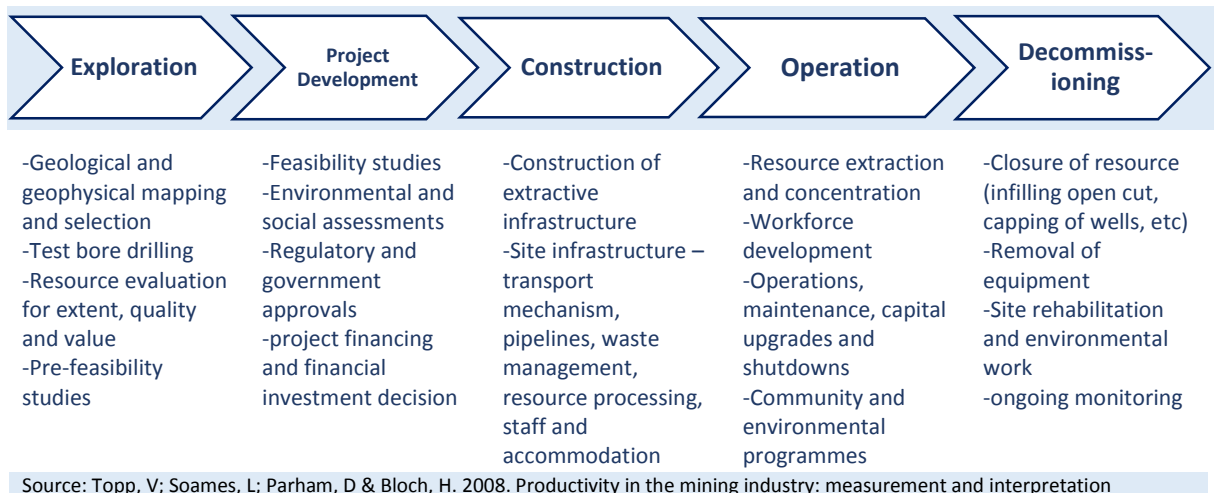 Exploration
Project
Development
Construction
Operation
Decommiss-
ioning
-Geological and
geophysical mapping
and selection
-Test bore drilling
-Resource evaluation
for extent, quality
and value
-Pre-feasibility
studies
-Feasibility studies
-Environmental and
social assessments
-Regulatory and
government
approvals
-project financing
and financial
investment decision
-Construction of
extractive
infrastructure
-Site infrastructure –
transport
mechanism,
pipelines, waste
management,
resource processing,
staff and
accommodation
-Resource extraction
and concentration
-Workforce
development
-Operations,
maintenance, capital
upgrades and
shutdowns
-Community and
environmental
programmes
-Closure of resource
(infilling open cut,
capping of wells, etc)
-Removal of
equipment
-Site rehabilitation
and environmental
work
-ongoing monitoring
Source: Topp, V; Soames, L; Parham, D & Bloch, H. 2008. Productivity in the mining industry: measurement and interpretation